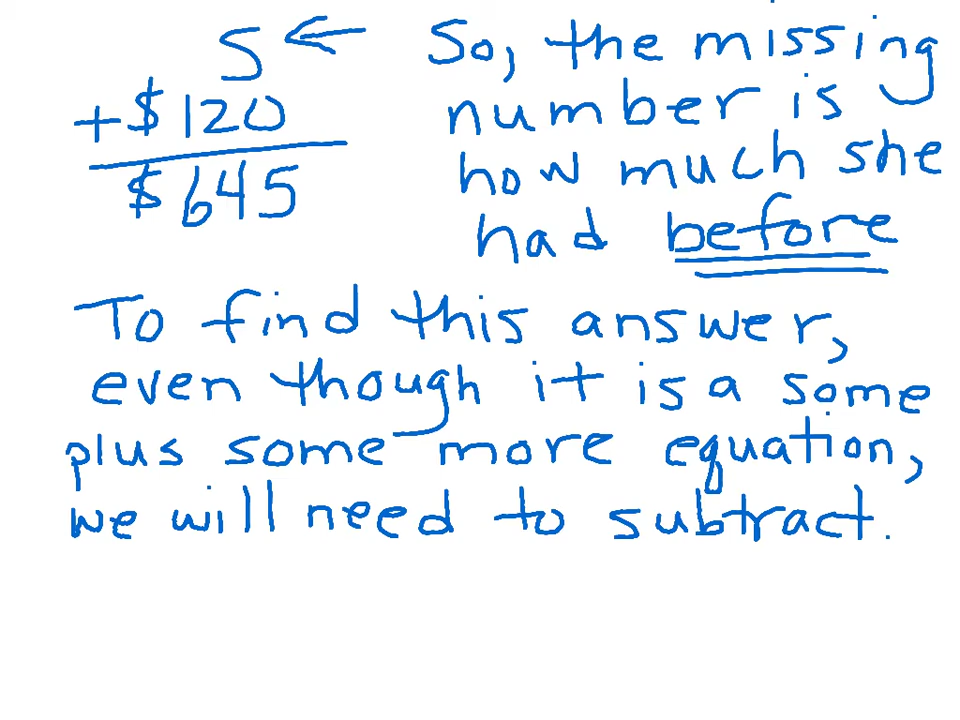 S ← So, the missing
+ $120 number is
$645 how much she
had before
To find this answer,
even though it is a some
plus some more equation,
we will need to subtract.